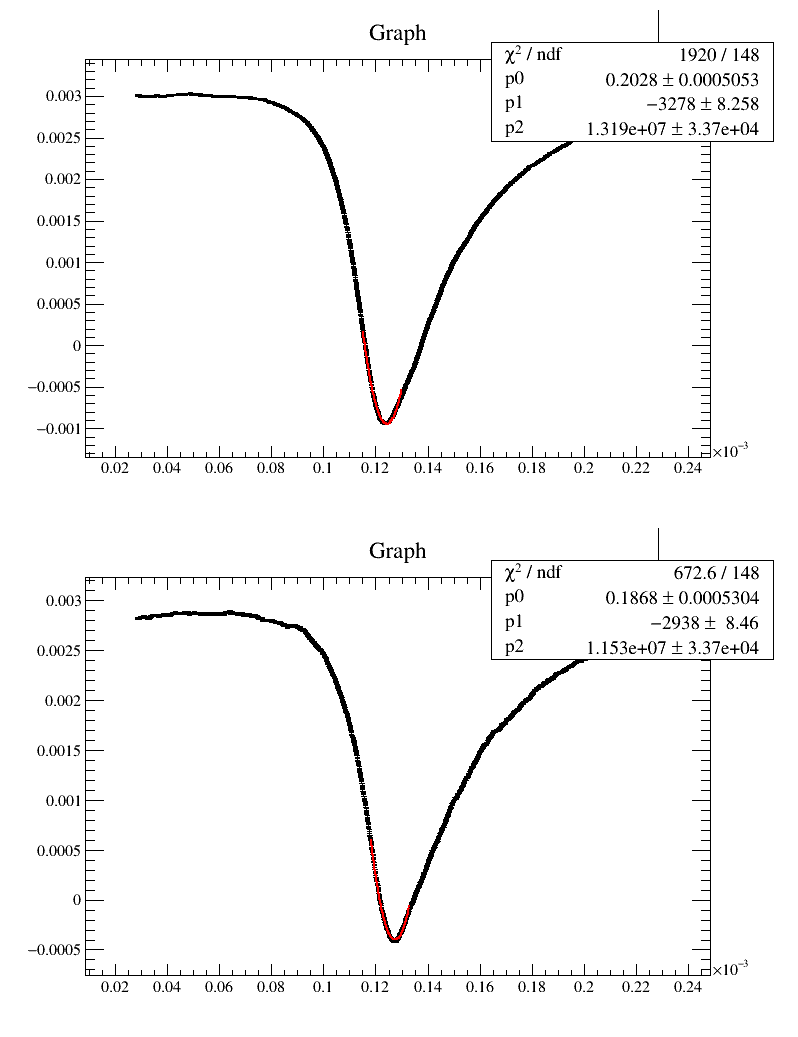 Graph
χ² / ndf 1920 / 148
p0 0.2028 ± 0.0005053
p1 −3278 ± 8.258
p2 1.319e+07 ± 3.37e+04
0.003
0.0025
0.002
0.0015
0.001
0.0005
0
−0.0005
−0.001
×10⁻³
0.02 0.04 0.06 0.08 0.1 0.12 0.14 0.16 0.18 0.2 0.22 0.24
Graph
χ² / ndf 672.6 / 148
p0 0.1868 ± 0.0005304
p1 −2938 ± 8.46
p2 1.153e+07 ± 3.37e+04
0.003
0.0025
0.002
0.0015
0.001
0.0005
0
−0.0005
×10⁻³
0.02 0.04 0.06 0.08 0.1 0.12 0.14 0.16 0.18 0.2 0.22 0.24